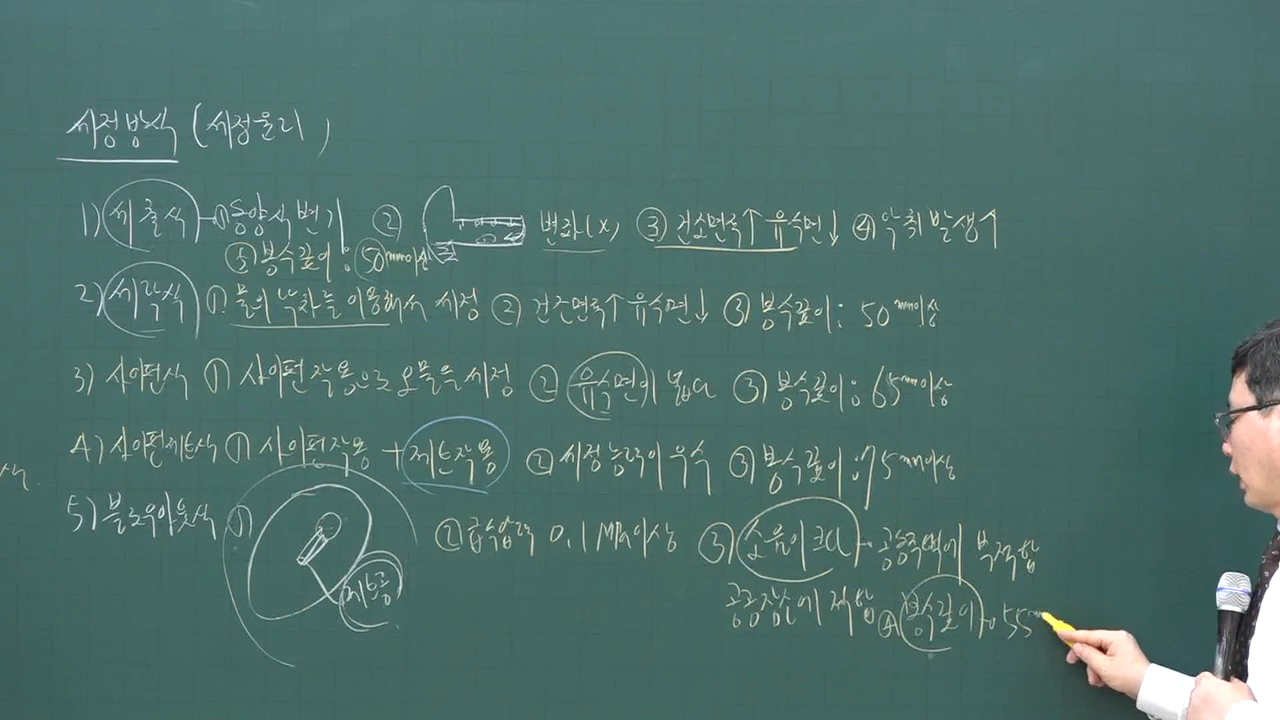 세정방식 (세정원리)
1) 세출식 ① 동양식 변기 ② 변화(x) ③ 건조면적↑ 유수면↓ ④ 악취 발생↑
⑤ 봉수깊이 : 50mm이상
2) 세락식 ① 물의 낙차를 이용해서 세정 ② 건조면적↑ 유수면↓ ③ 봉수깊이 : 50mm이상
3) 사이펀식 ① 사이펀작용으로 오물을 세정 ② 유수면이 넓다 ③ 봉수깊이 : 65mm이상
4) 사이펀제트식 ① 사이펀작용 + 제트작용 ② 세정능력이 우수 ③ 봉수깊이 : 75mm이상
5) 블로우아웃식 ① 제트공 ② 급수압력 0.1MPa이상 ③ 소음이 크다 공동주택에 부적합
공공장소에 적합 ④ 봉수깊이 : 55m